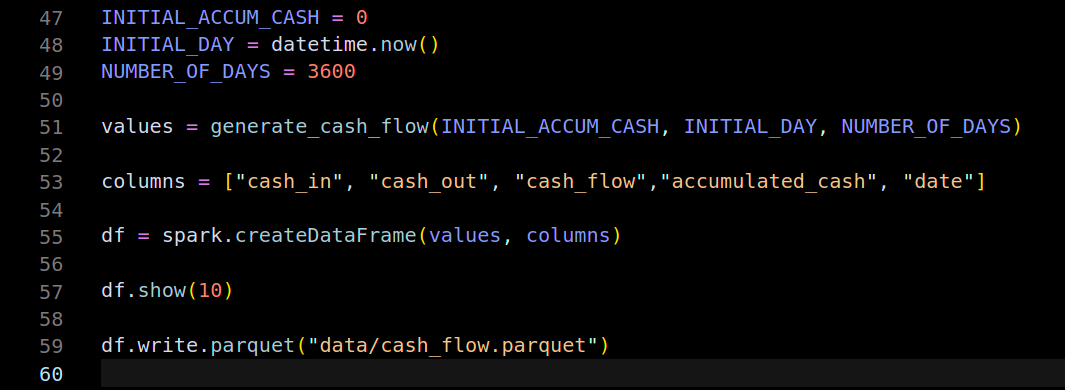 47 INITIAL_ACCUM_CASH = 0
48 INITIAL_DAY = datetime.now()
49 NUMBER_OF_DAYS = 3600
50
51 values = generate_cash_flow(INITIAL_ACCUM_CASH, INITIAL_DAY, NUMBER_OF_DAYS)
52
53 columns = ["cash_in", "cash_out", "cash_flow","accumulated_cash", "date"]
54
55 df = spark.createDataFrame(values, columns)
56
57 df.show(10)
58
59 df.write.parquet("data/cash_flow.parquet")
60